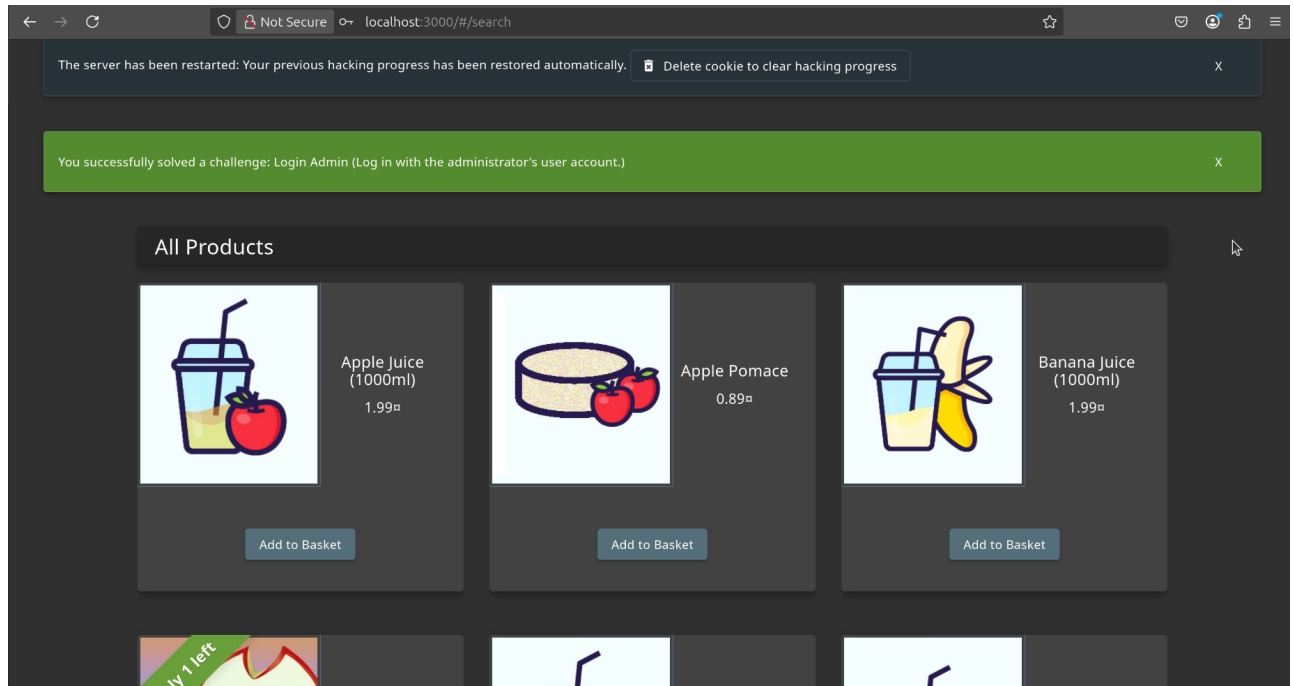 Not Secure localhost:3000/#/search
The server has been restarted: Your previous hacking progress has been restored automatically. Delete cookie to clear hacking progress X
You successfully solved a challenge: Login Admin (Log in with the administrator's user account.) X
All Products
Apple Juice
(1000ml)
1.99¤
Apple Pomace
0.89¤
Banana Juice
(1000ml)
1.99¤
Add to Basket Add to Basket Add to Basket
1 left